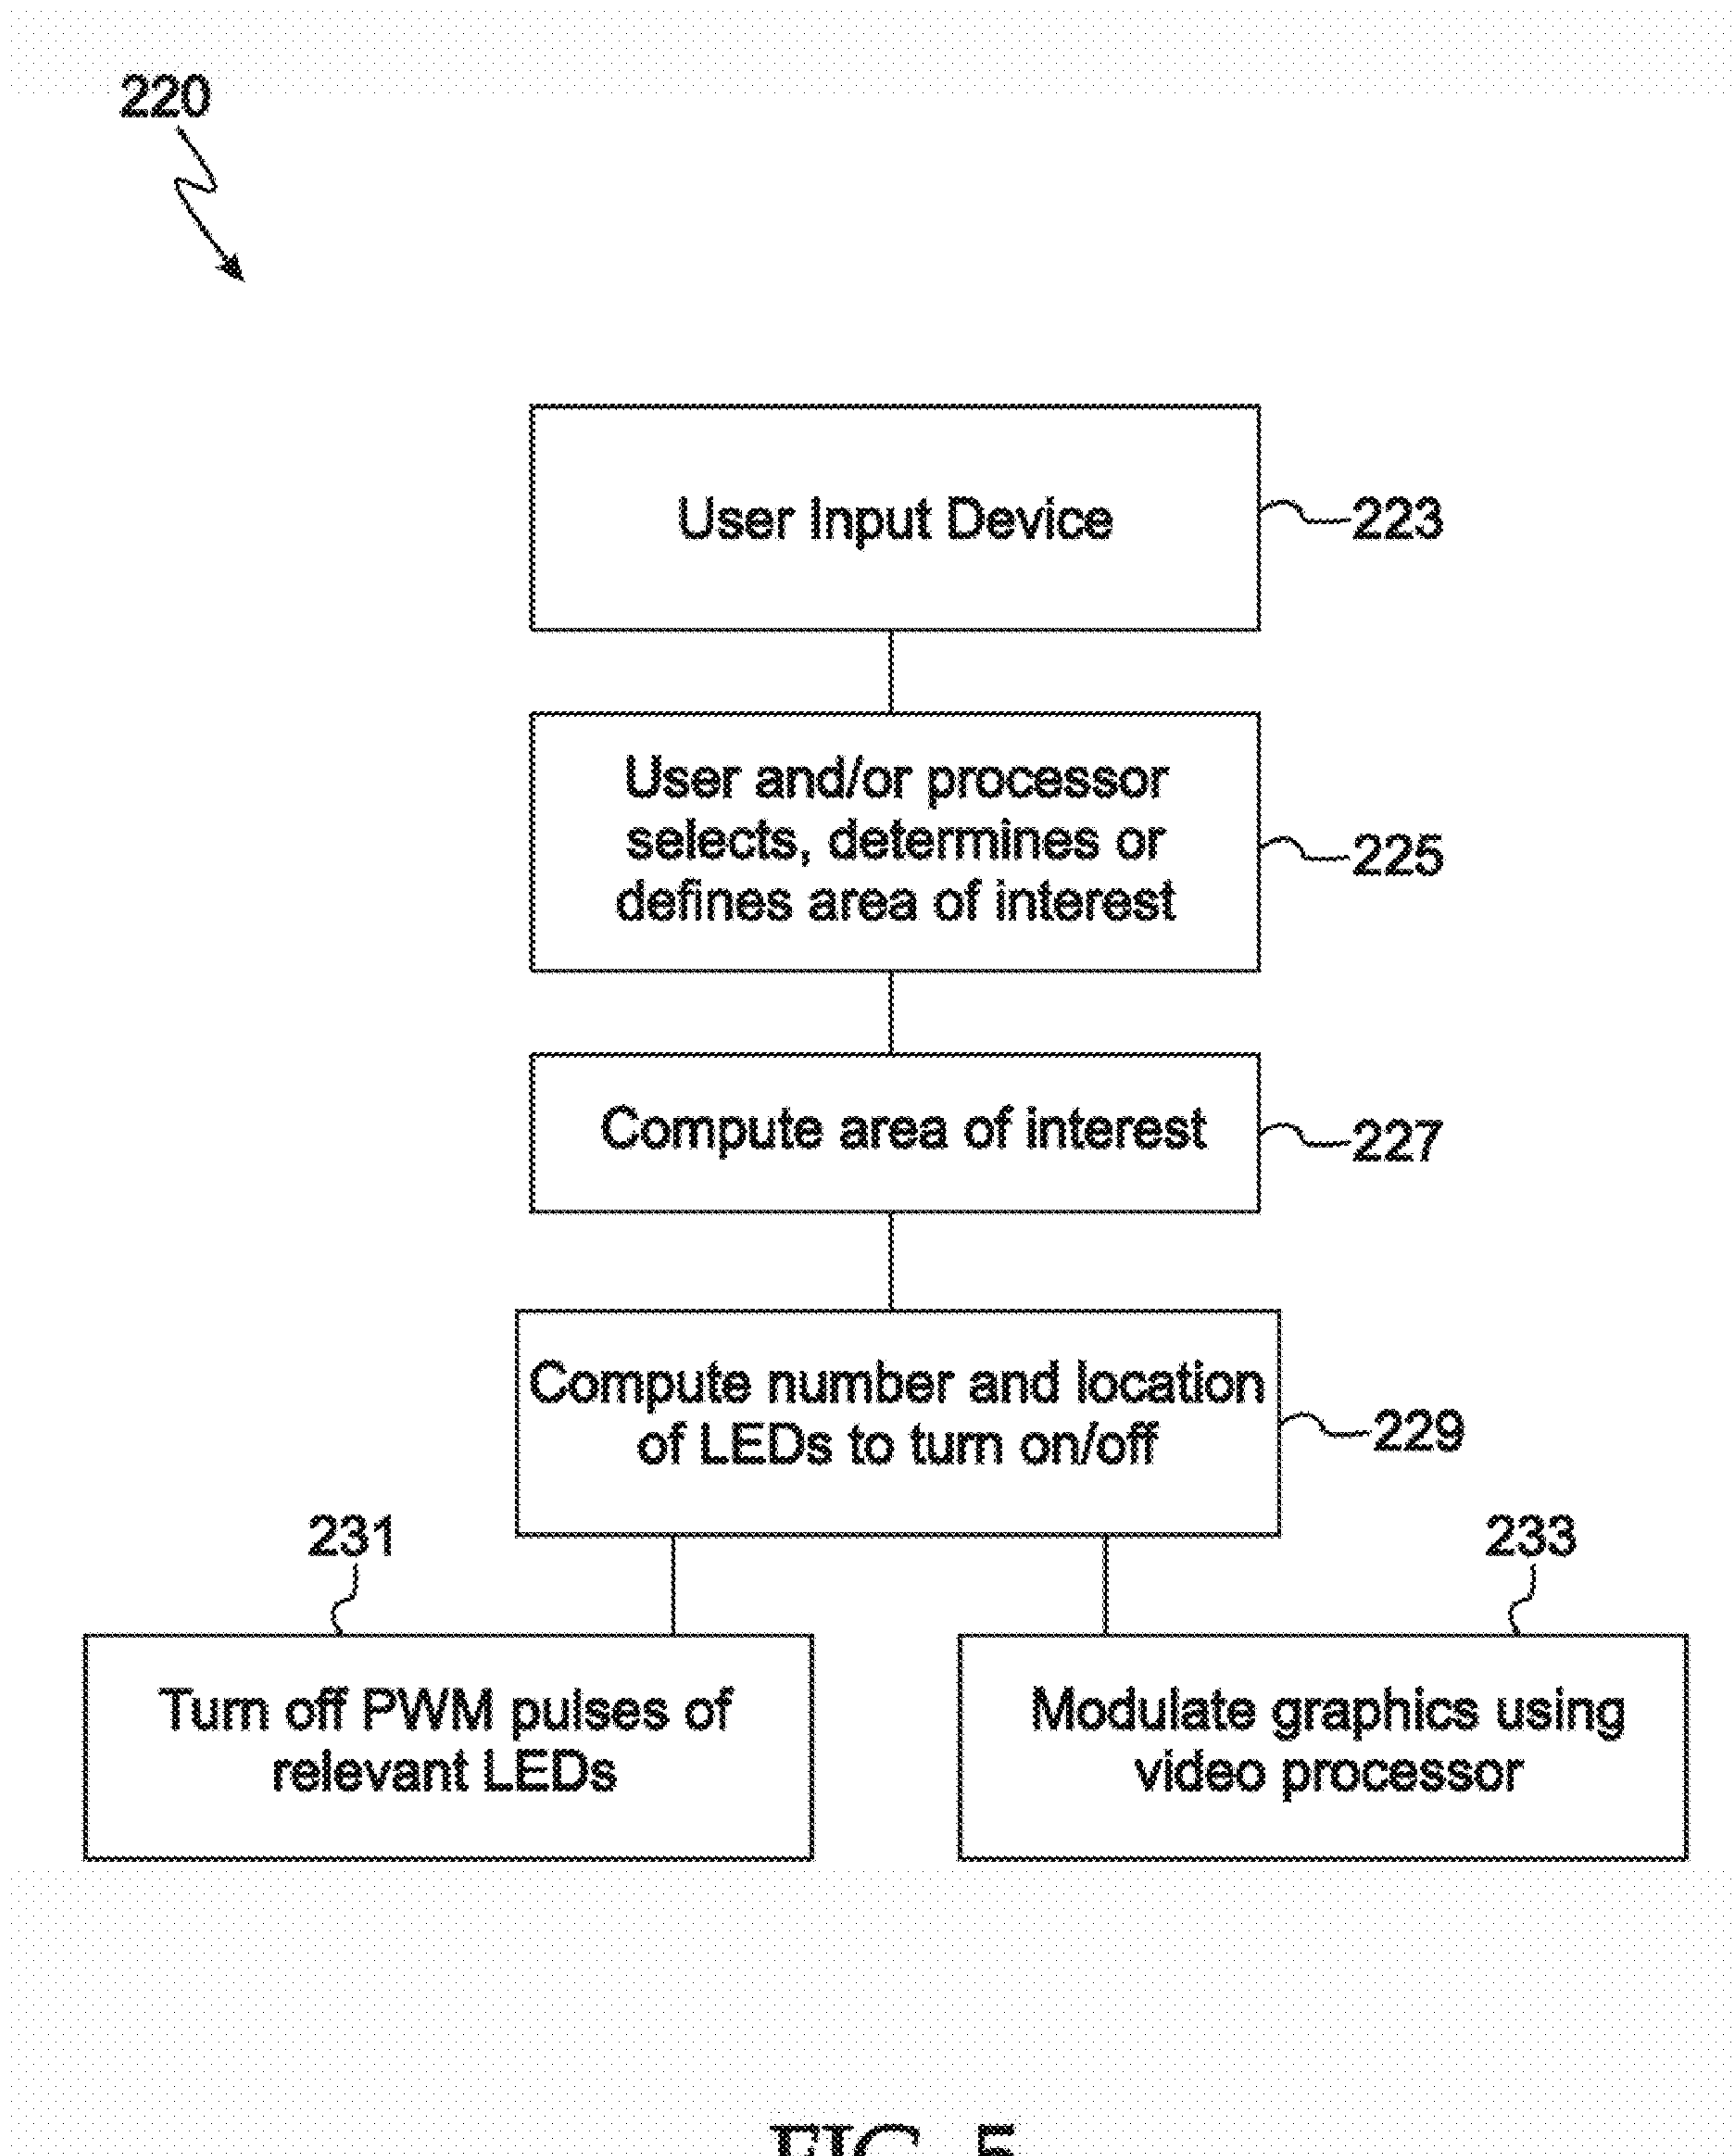 220
User Input Device
223
User and/or processor
selects, determines or
defines area of interest
225
Compute area of interest
227
Compute number and location
of LEDs to turn on/off
229
231
233
Turn off PWM pulses of
relevant LEDs
Modulate graphics using
video processor
FIG. 5